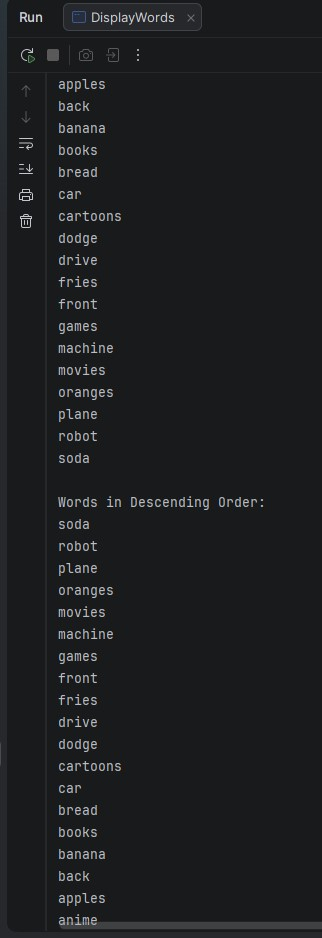 Run DisplayWords
apples
back
banana
books
bread
car
cartoons
dodge
drive
fries
front
games
machine
movies
oranges
plane
robot
soda
Words in Descending Order:
soda
robot
plane
oranges
movies
machine
games
front
fries
drive
dodge
cartoons
car
bread
books
banana
back
apples
anime